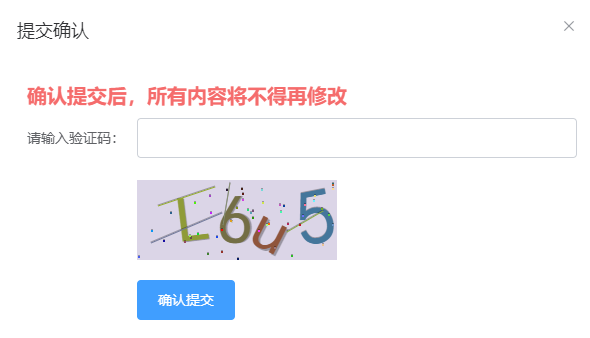 提交确认
确认提交后，所有内容将不得再修改
请输入验证码：
确认提交